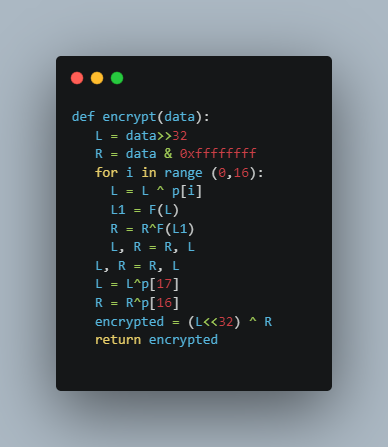 def encrypt(data):
L = data>>32
R = data & 0xffffffff
for i in range (0,16):
L = L ^ p[i]
L1 = F(L)
R = R^F(L1)
L, R = R, L
L, R = R, L
L = L^p[17]
R = R^p[16]
encrypted = (L<<32) ^ R
return encrypted